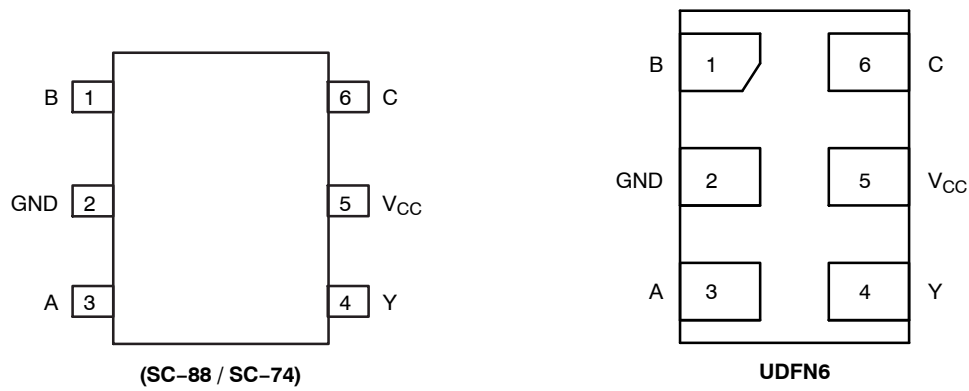 B 1 6 C
GND 2 5 VCC
A 3 4 Y
(SC–88 / SC–74)
B 1 6 C
GND 2 5 VCC
A 3 4 Y
UDFN6